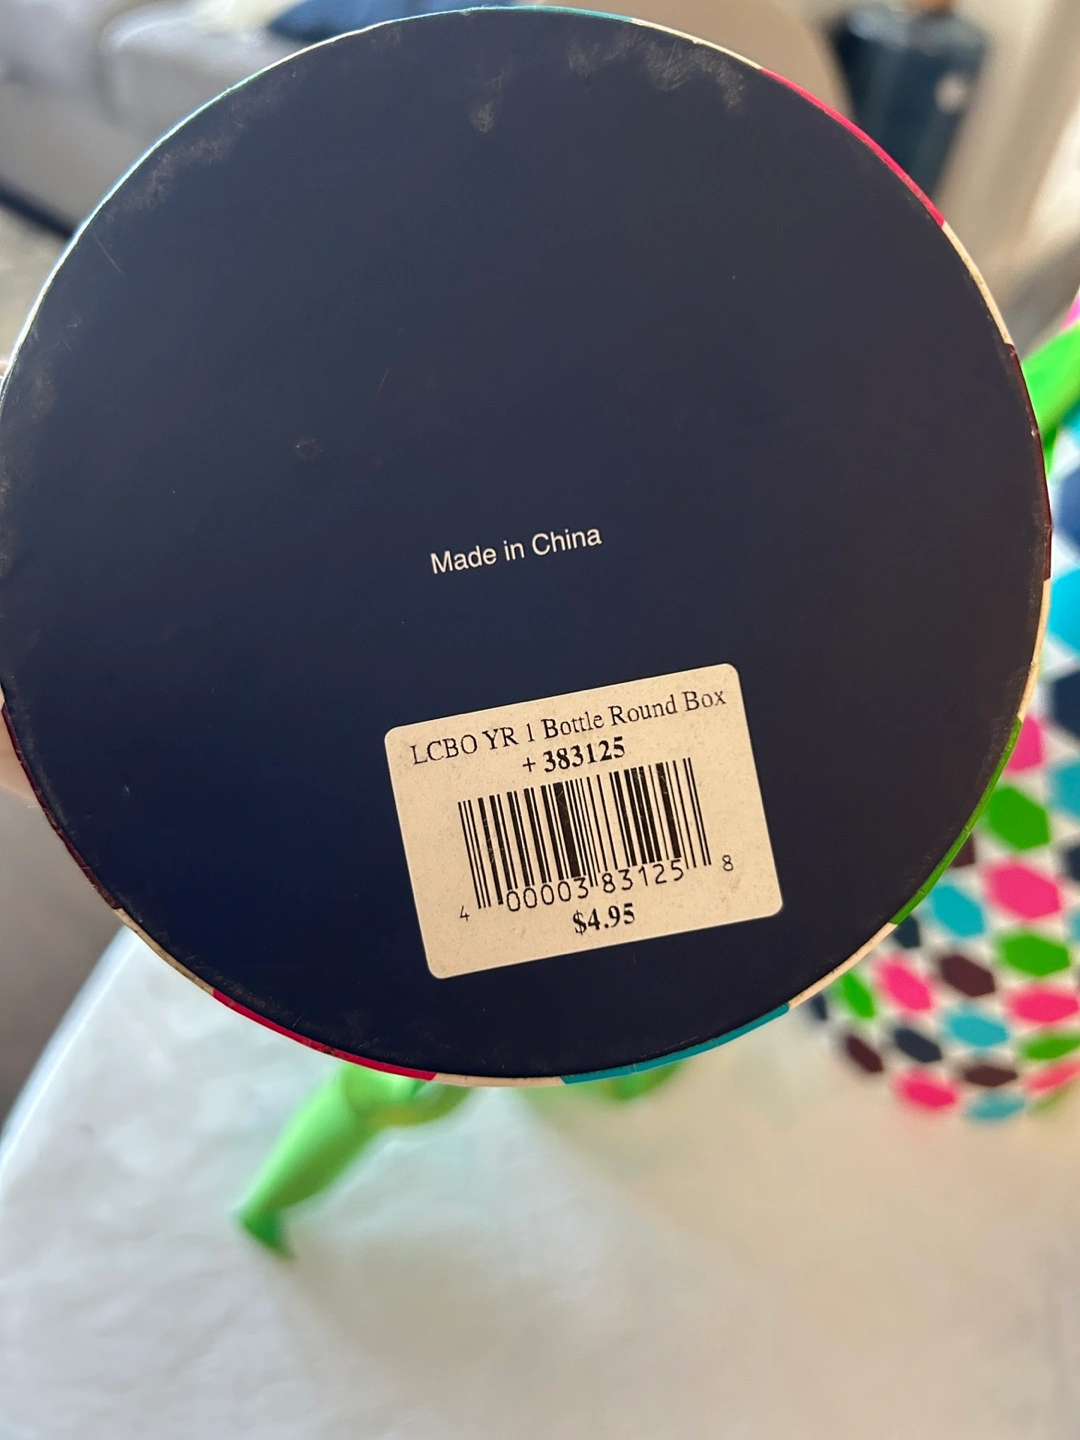 Made in China
LCBO YR 1 Bottle Round Box
+ 383125
4 00003 83125 8
$4.95